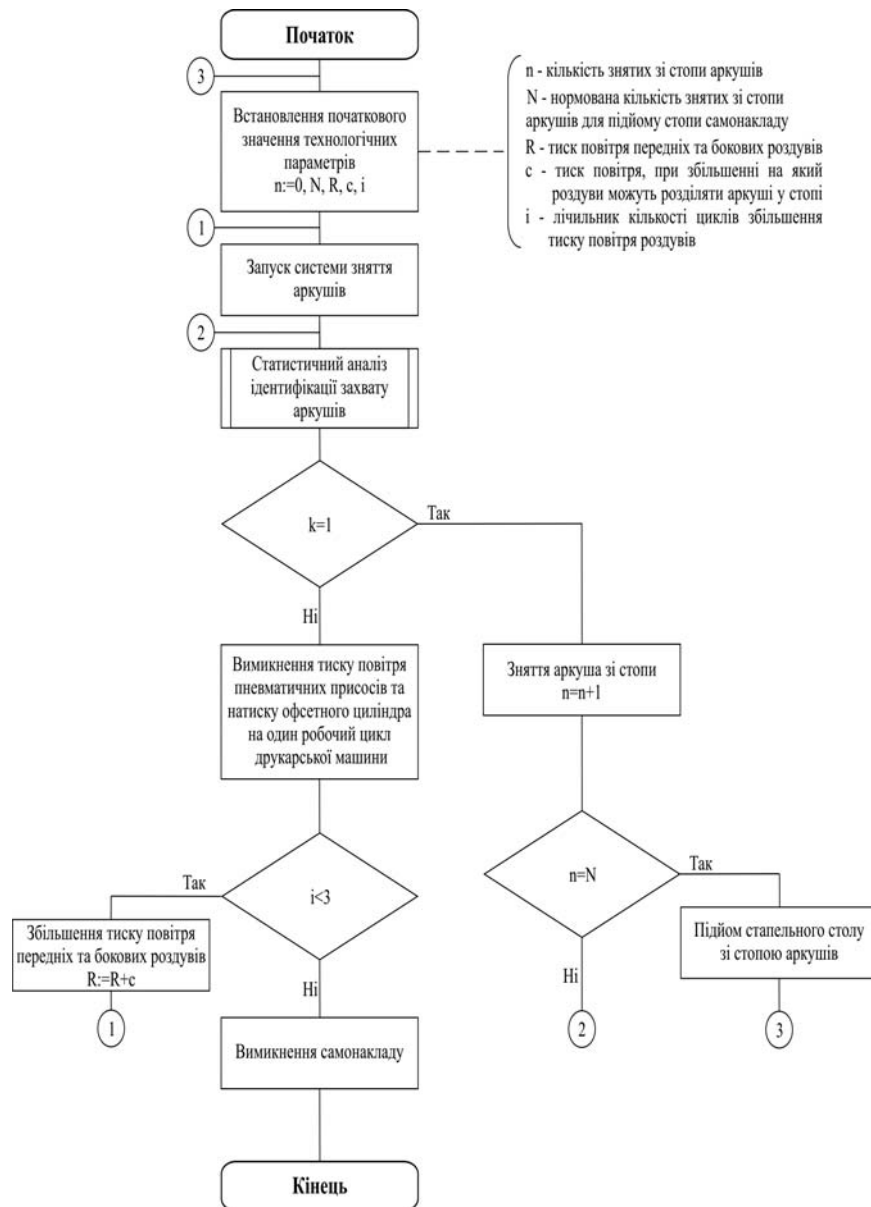 Початок
3
Встановлення початкового
значення технологічних
параметрів
n:=0, N, R, c, i
n - кількість знятих зі стопи аркушів
N - нормована кількість знятих зі стопи
аркушів для підйому стопи самонакладу
R - тиск повітря передніх та бокових роздувів
c - тиск повітря, при збільшенні на який
роздуви можуть розділяти аркуші у стопі
i - лічильник кількості циклів збільшення
тиску повітря роздувів
1
Запуск системи зняття
аркушів
2
Статистичний аналіз
ідентифікації захвату
аркушів
k=1
Так
Ні
Вимикнення тиску повітря
пневматичних присосів та
натиску офсетного циліндра
на один робочий цикл
друкарської машини
Зняття аркуша зі стопи
n=n+1
i<3
Так
Ні
n=N
Так
Ні
Збільшення тиску повітря
передніх та бокових роздувів
R:=R+c
1
Підйом стапельного столу
зі стопою аркушів
2
3
Вимикнення самонакладу
Кінець